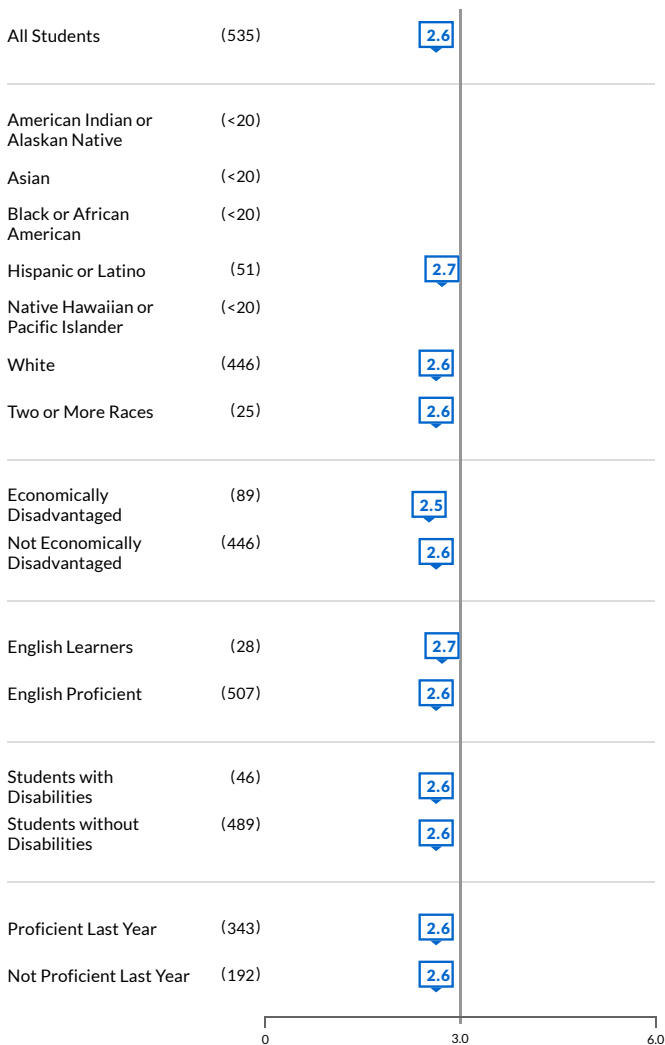 All Students (535) 2.6
American Indian or (<20)
Alaskan Native
Asian (<20)
Black or African (<20)
American
Hispanic or Latino (51) 2.7
Native Hawaiian or (<20)
Pacific Islander
White (446) 2.6
Two or More Races (25) 2.6
Economically (89) 2.5
Disadvantaged
Not Economically (446) 2.6
Disadvantaged
English Learners (28) 2.7
English Proficient (507) 2.6
Students with (46) 2.6
Disabilities
Students without (489) 2.6
Disabilities
Proficient Last Year (343) 2.6
Not Proficient Last Year (192) 2.6
0 3.0 6.0